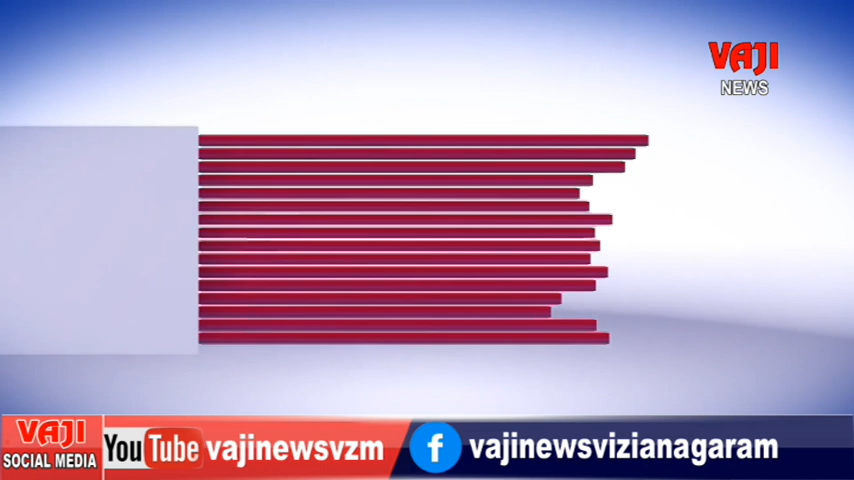 VAJI
NEWS
VAJI
SOCIAL MEDIA
YouTube vajinewsvzm
f vajinewsvizianagaram